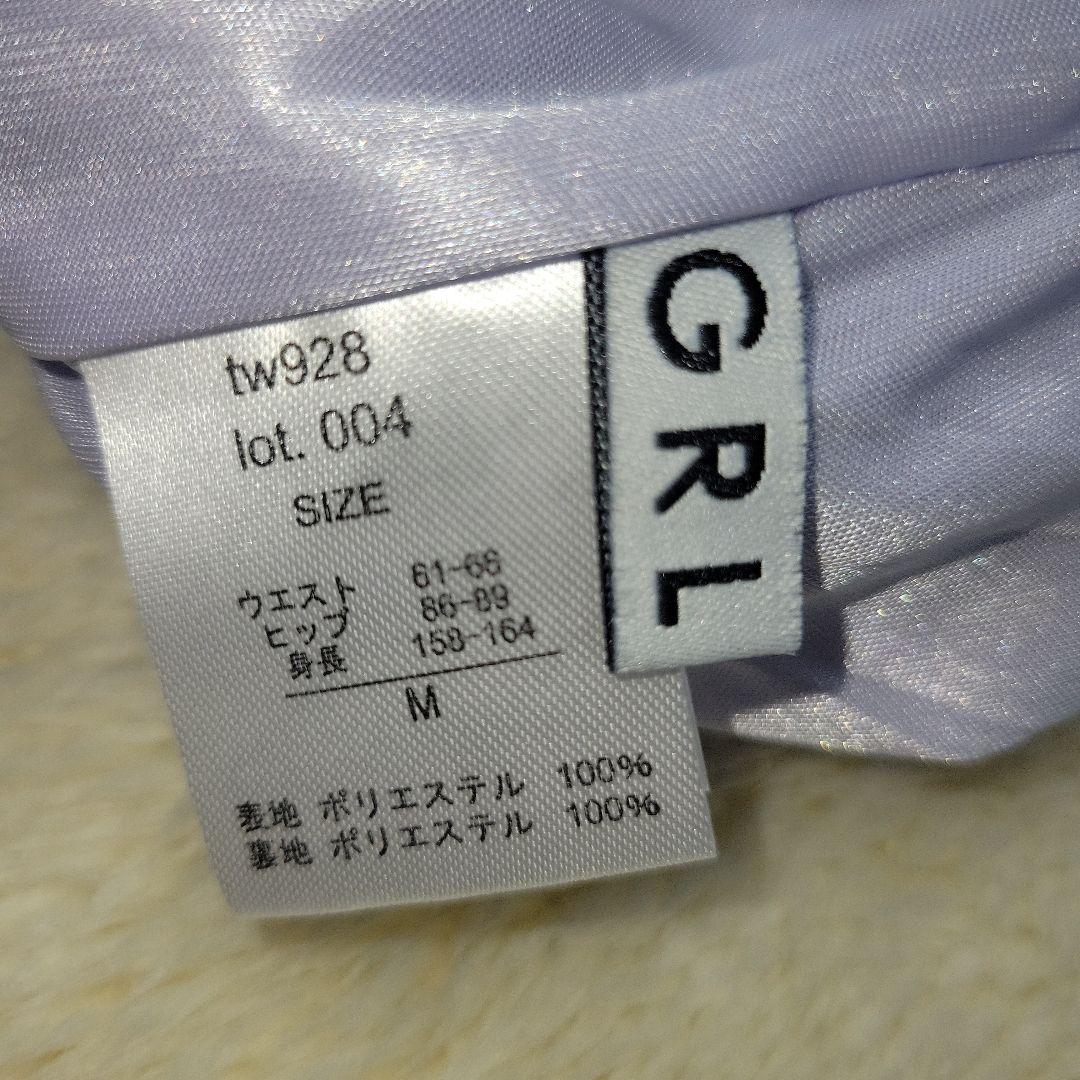 tw928
lot. 004
SIZE
ウエスト 61-66
ヒップ 86-89
身長 158-164
M
表地 ポリエステル 100%
裏地 ポリエステル 100%
GRL